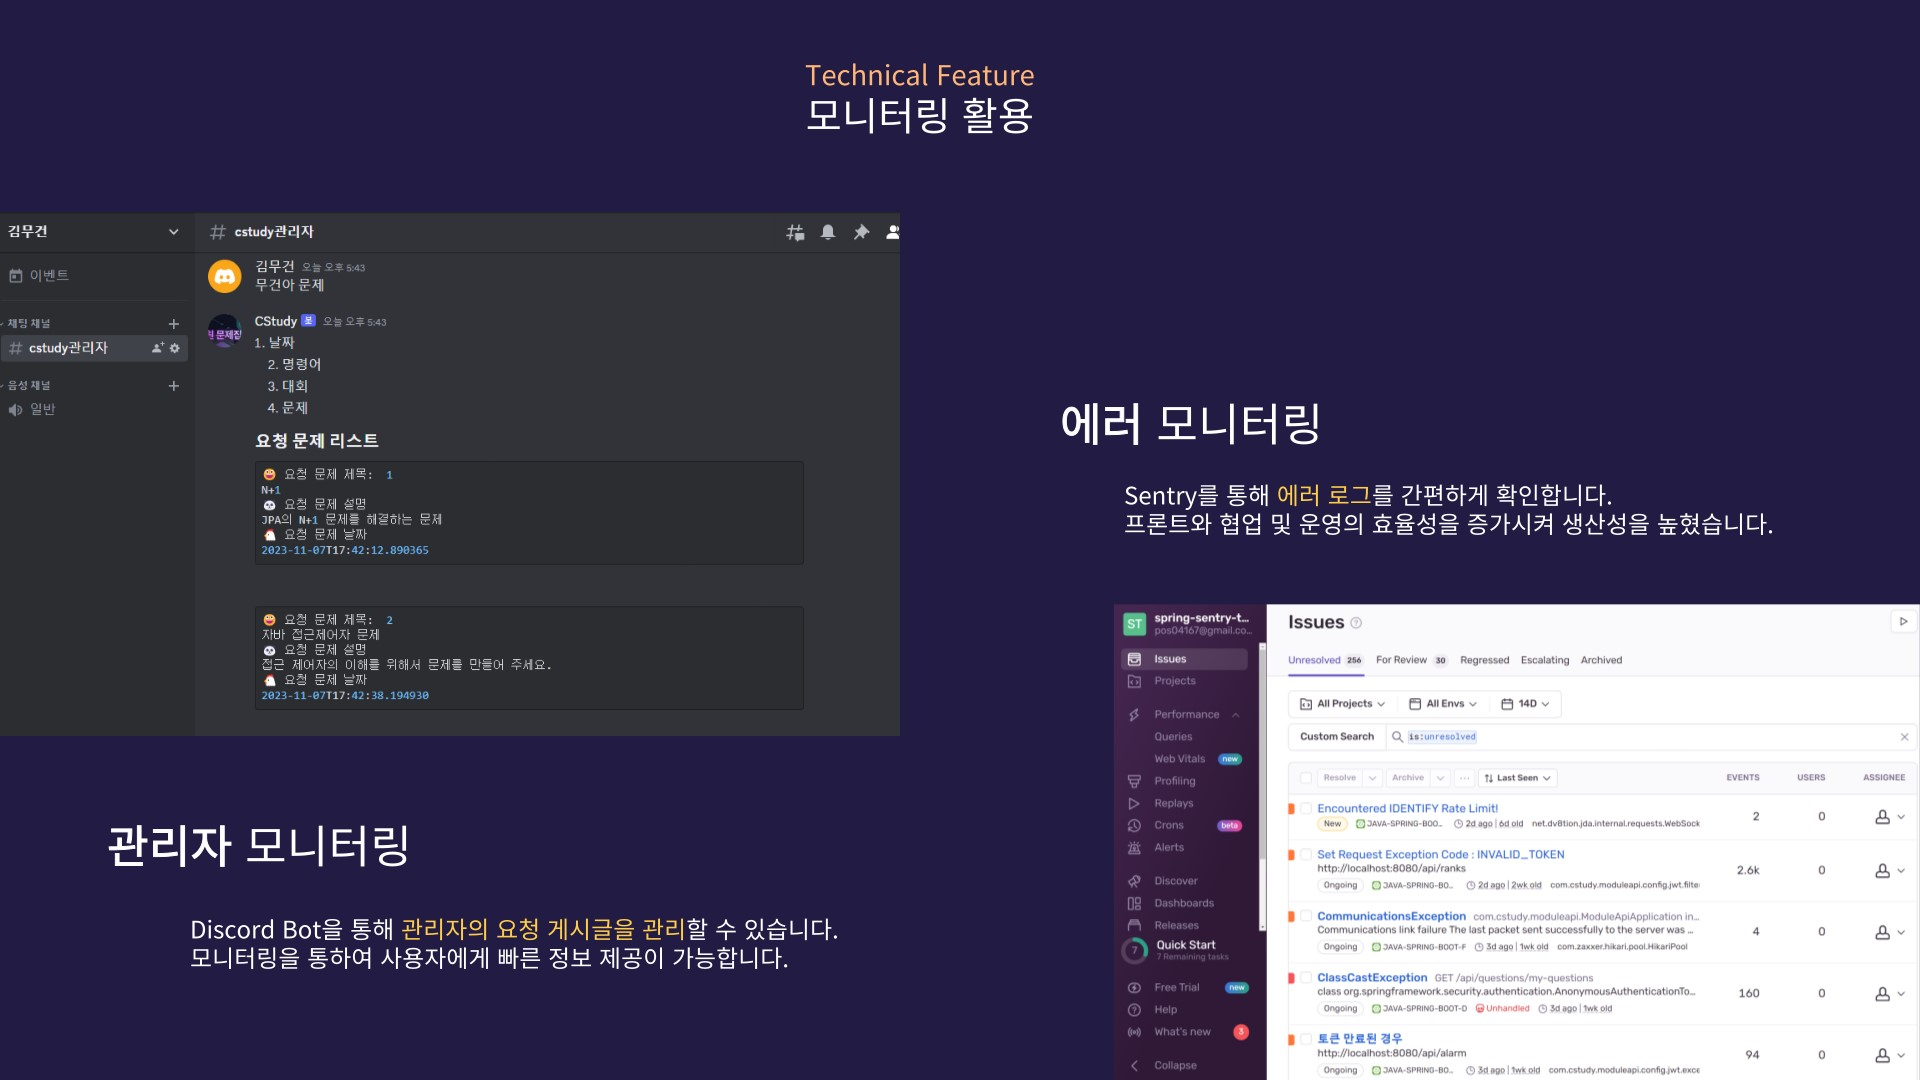 Technical Feature
모니터링 활용
김무건
이벤트
채팅 채널
cstudy관리자
음성 채널
일반
cstudy관리자
김무건 오늘 오후 5:43
무건아 문제
CStudy 봇 오늘 오후 5:43
1. 날짜
2. 명령어
3. 대회
4. 문제
요청 문제 리스트
요청 문제 제목: 1
N+1
요청 문제 설명
JPA의 N+1 문제를 해결하는 문제
요청 문제 날짜
2023-11-07T17:42:12.890365
요청 문제 제목: 2
자바 접근제어자 문제
요청 문제 설명
접근 제어자의 이해를 위해서 문제를 만들어 주세요.
요청 문제 날짜
2023-11-07T17:42:38.194930
관리자 모니터링
Discord Bot을 통해 관리자의 요청 게시글을 관리할 수 있습니다.
모니터링을 통하여 사용자에게 빠른 정보 제공이 가능합니다.
에러 모니터링
Sentry를 통해 에러 로그를 간편하게 확인합니다.
프론트와 협업 및 운영의 효율성을 증가시켜 생산성을 높혔습니다.
ST
spring-sentry-t...
pos04167@gmail.co...
Issues
Projects
Performance
Queries
Web Vitals new
Profiling
Replays
Crons beta
Alerts
Discover
Dashboards
Releases
7 Quick Start
7 Remaining tasks
Free Trial new
Help
What's new 3
Collapse
Issues
Unresolved 256 For Review 30 Regressed Escalating Archived
All Projects All Envs 14D
Custom Search is:unresolved
Resolve Archive ... Last Seen EVENTS USERS ASSIGNEE
Encountered IDENTIFY Rate Limit!
New JAVA-SPRING-BOO... 2d ago | 6d old net.dv8tion.jda.internal.requests.WebSock
2 0
Set Request Exception Code : INVALID_TOKEN
http://localhost:8080/api/ranks
2.6k 0
Ongoing JAVA-SPRING-BO... 2d ago | 2wk old com.cstudy.moduleapi.config.jwt.filte
CommunicationsException com.cstudy.moduleapi.ModuleApiApplication in...
Communications link failure The last packet sent successfully to the server was ...
4 0
Ongoing JAVA-SPRING-BOOT-F 3d ago | 1wk old com.zaxxer.hikari.pool.HikariPool
ClassCastException GET /api/questions/my-questions
class org.springframework.security.authentication.AnonymousAuthenticationTo...
160 0
Ongoing JAVA-SPRING-BOOT-D Unhandled 3d ago | 1wk old
토큰 만료된 경우
http://localhost:8080/api/alarm
94 0
Ongoing JAVA-SPRING-BO... 3d ago | 1wk old com.cstudy.moduleapi.config.jwt.exce